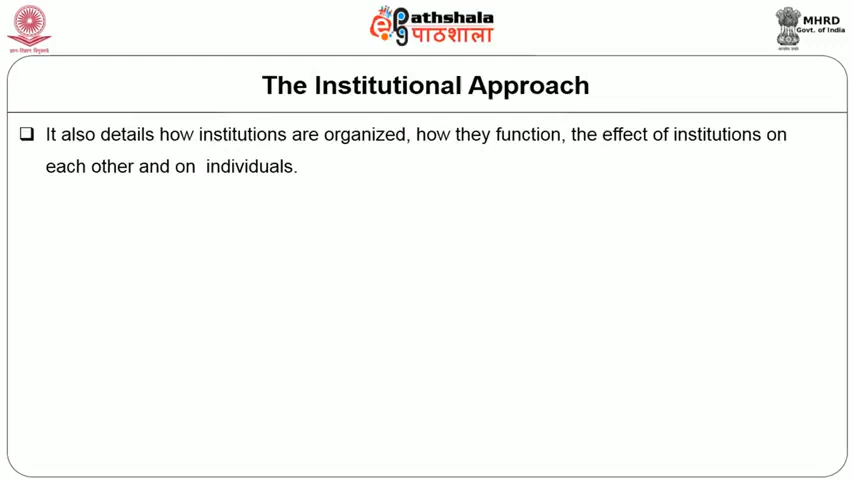 ePG Pathshala
पाठशाला
MHRD
Govt. of India
The Institutional Approach
It also details how institutions are organized, how they function, the effect of institutions on
each other and on individuals.